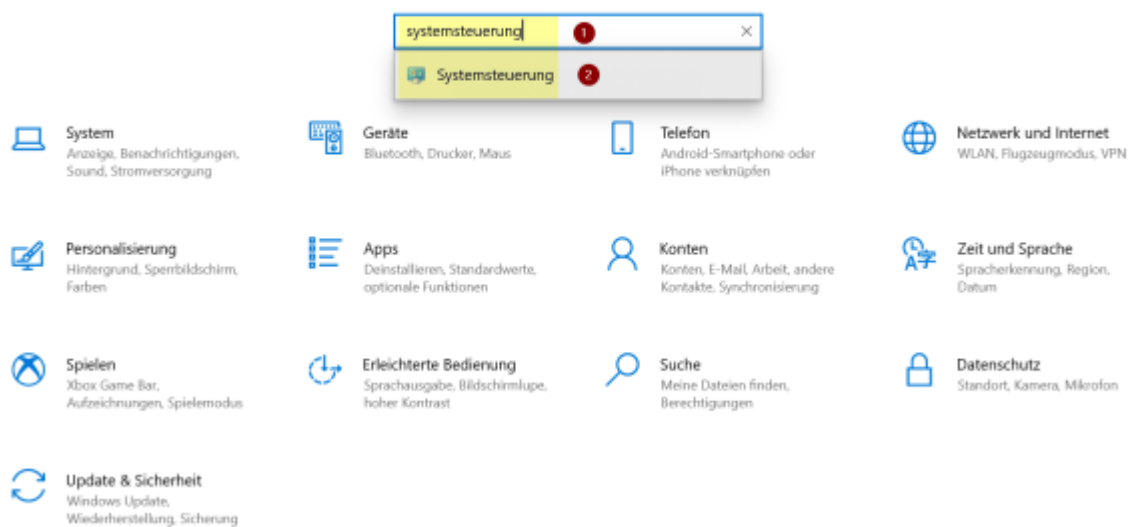 systemsteuerung 1
Systemsteuerung 2
System
Anzeige, Benachrichtigungen,
Sound, Stromversorgung
Geräte
Bluetooth, Drucker, Maus
Telefon
Android-Smartphone oder
iPhone verknüpfen
Netzwerk und Internet
WLAN, Flugzeugmodus, VPN
Personalisierung
Hintergrund, Sperrbildschirm,
Farben
Apps
Deinstallieren, Standardwerte,
optionale Funktionen
Konten
Konten, E-Mail, Arbeit, andere
Kontakte, Synchronisierung
Zeit und Sprache
Spracherkennung, Region,
Datum
Spielen
Xbox Game Bar,
Aufzeichnungen, Spielemodus
Erleichterte Bedienung
Sprachausgabe, Bildschirmlupe,
hoher Kontrast
Suche
Meine Dateien finden,
Berechtigungen
Datenschutz
Standort, Kamera, Mikrofon
Update & Sicherheit
Windows Update,
Wiederherstellung, Sicherung